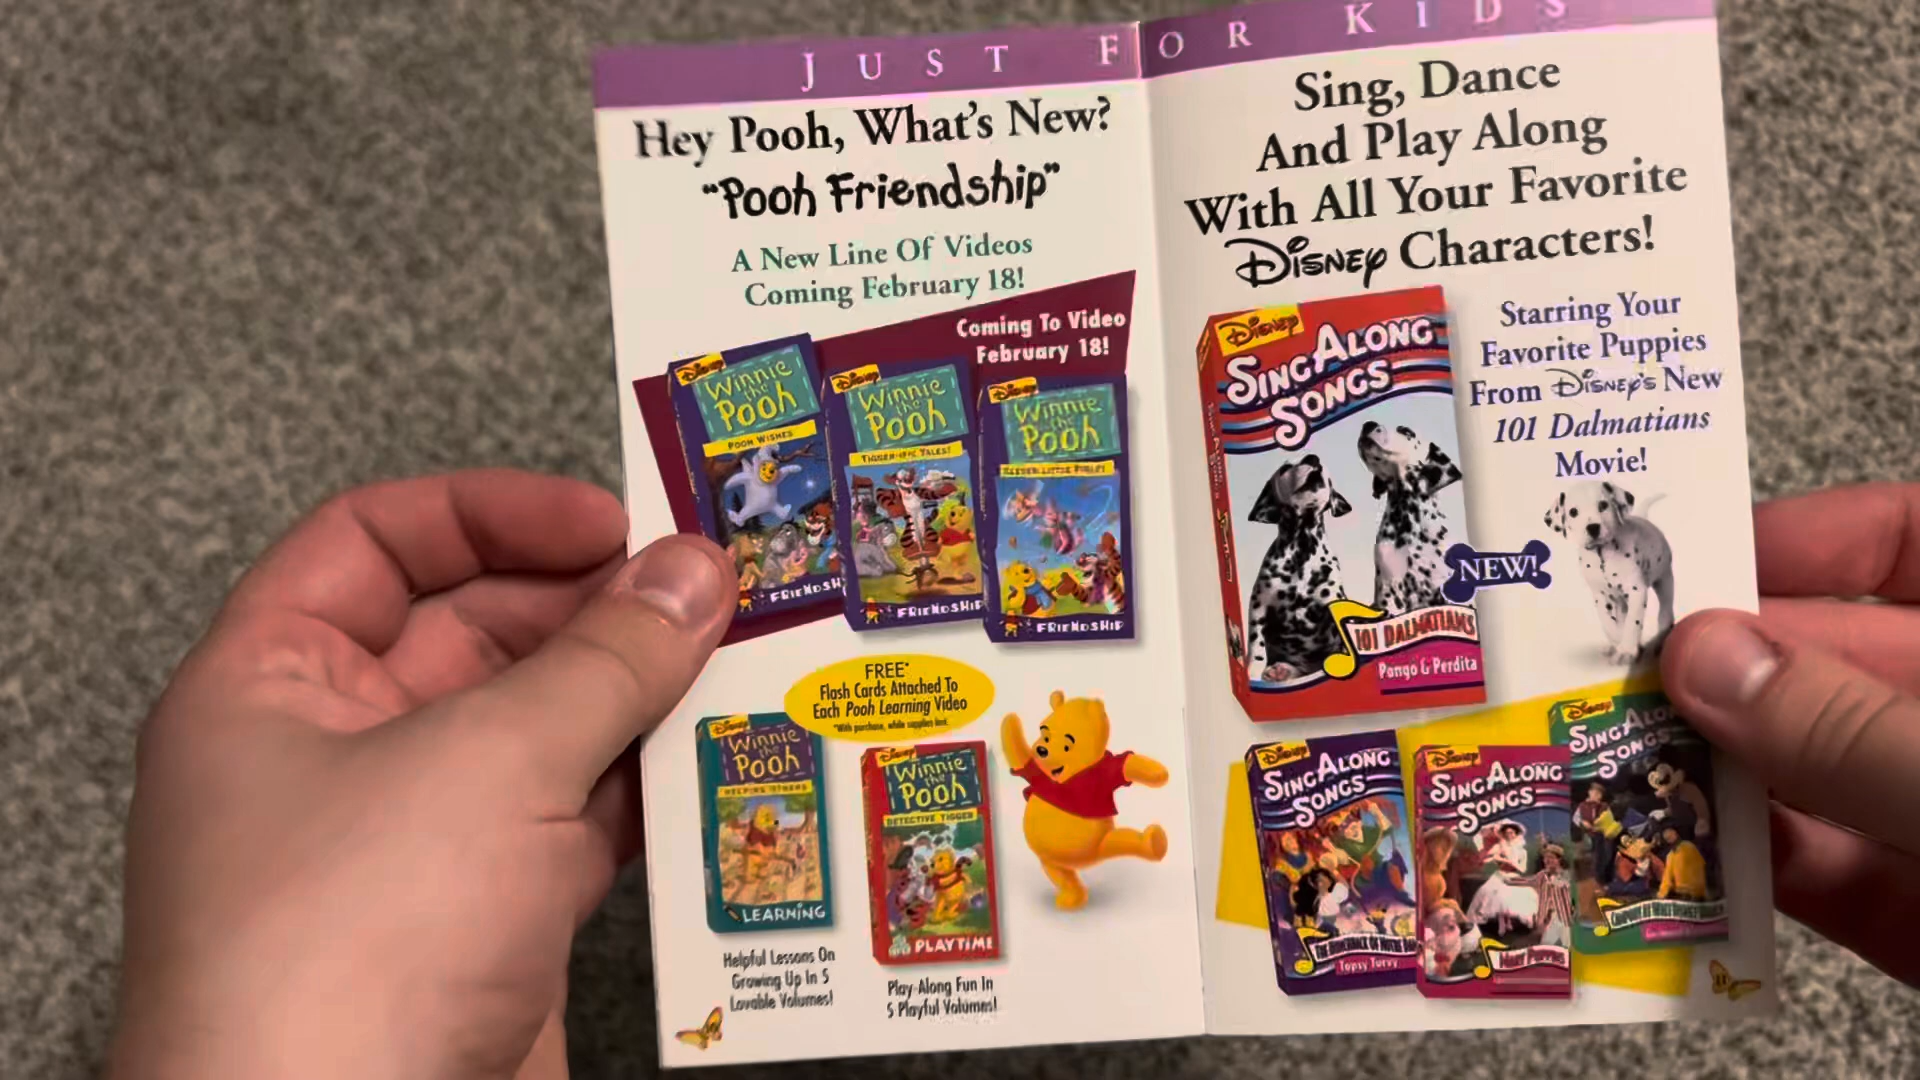 JUST FOR KIDS
Hey Pooh, What's New?
"Pooh Friendship"
A New Line Of Videos
Coming February 18!
Coming To Video
February 18!
Disney
Winnie
the
Pooh
POOH WISHES
FRIENDSH
Disney
Winnie
the
Pooh
TIGGER-IFIC TALES!
FRIENDSHIP
Disney
Winnie
the
Pooh
CLEVER LITTLE PIGLET
FRIENDSHIP
FREE*
Flash Cards Attached To
Each Pooh Learning Video
*With purchase, while supplies last.
Disney
Winnie
the
Pooh
HELPING OTHERS
LEARNING
Helpful Lessons On
Growing Up In 5
Lovable Volumes!
Disney
Winnie
the
Pooh
DETECTIVE TIGGER
PLAYTIME
Play-Along Fun In
5 Playful Volumes!
Sing, Dance
And Play Along
With All Your Favorite
Disney Characters!
Disney
SING ALONG
SONGS
101 DALMATIANS
Pongo & Perdita
Starring Your
Favorite Puppies
From Disney's New
101 Dalmatians
Movie!
NEW!
Disney
SING ALONG
SONGS
THE HUNCHBACK OF NOTRE DAME
Topsy Turvy
Disney
SING ALONG
SONGS
MARY POPPINS
Disney
SING ALO
SONGS
11